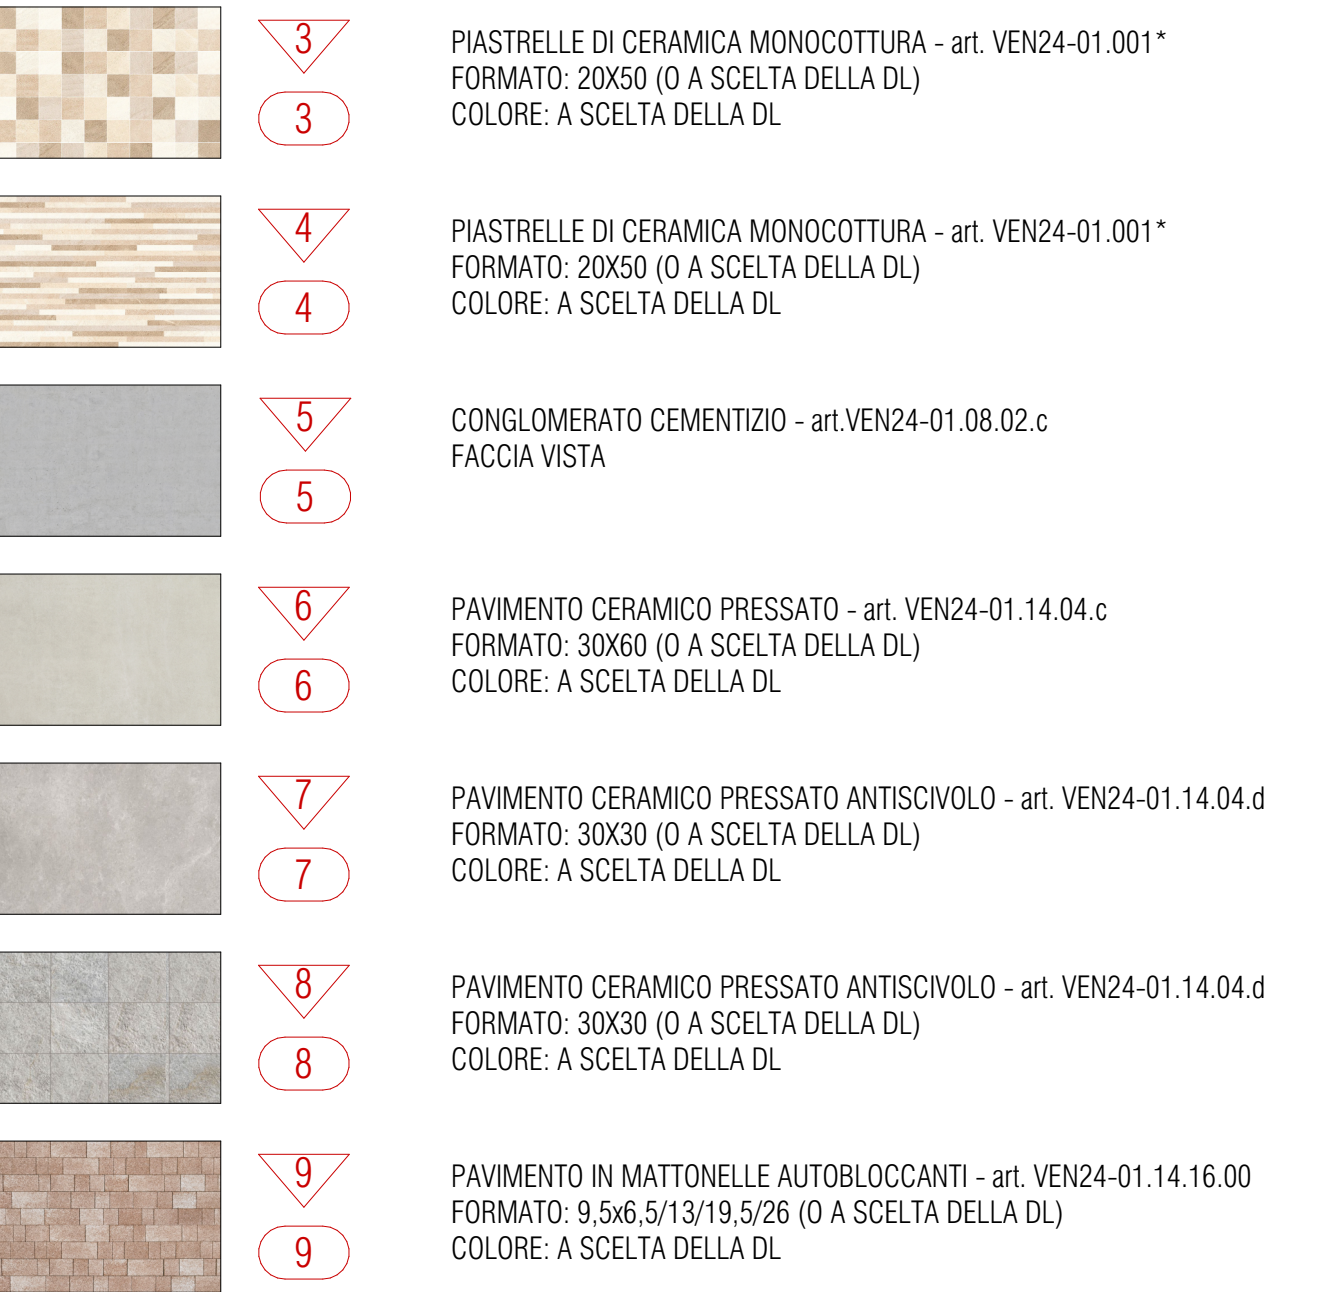 3
PIASTRELLE DI CERAMICA MONOCOTTURA - art. VEN24-01.001*
FORMATO: 20X50 (O A SCELTA DELLA DL)
3
COLORE: A SCELTA DELLA DL
4
PIASTRELLE DI CERAMICA MONOCOTTURA - art. VEN24-01.001*
FORMATO: 20X50 (O A SCELTA DELLA DL)
4
COLORE: A SCELTA DELLA DL
5
CONGLOMERATO CEMENTIZIO - art.VEN24-01.08.02.c
FACCIA VISTA
5
6
PAVIMENTO CERAMICO PRESSATO - art. VEN24-01.14.04.c
FORMATO: 30X60 (O A SCELTA DELLA DL)
6
COLORE: A SCELTA DELLA DL
7
PAVIMENTO CERAMICO PRESSATO ANTISCIVOLO - art. VEN24-01.14.04.d
FORMATO: 30X30 (O A SCELTA DELLA DL)
7
COLORE: A SCELTA DELLA DL
8
PAVIMENTO CERAMICO PRESSATO ANTISCIVOLO - art. VEN24-01.14.04.d
FORMATO: 30X30 (O A SCELTA DELLA DL)
8
COLORE: A SCELTA DELLA DL
9
PAVIMENTO IN MATTONELLE AUTOBLOCCANTI - art. VEN24-01.14.16.00
FORMATO: 9,5x6,5/13/19,5/26 (O A SCELTA DELLA DL)
9
COLORE: A SCELTA DELLA DL